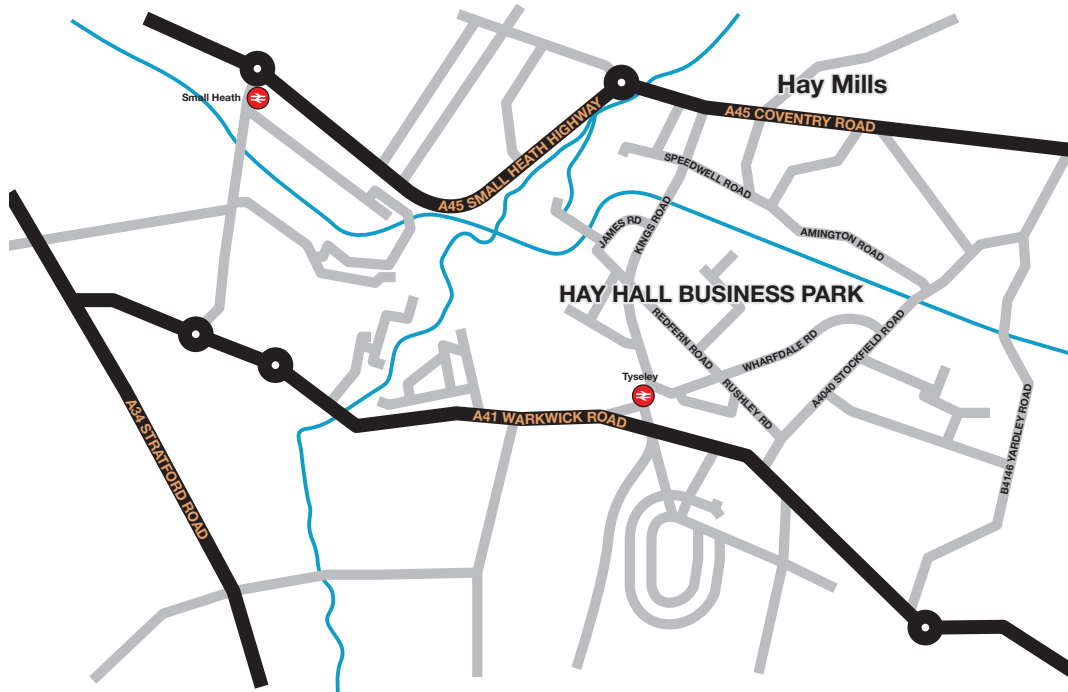 Hay Mills
Small Heath
A45 COVENTRY ROAD
A45 SMALL HEATH HIGHWAY
SPEEDWELL ROAD
JAMES RD
KINGS ROAD
AMINGTON ROAD
HAY HALL BUSINESS PARK
REDFERN ROAD
WHARFDALE RD
A4040 STOCKFIELD ROAD
Tyseley
RUSHLEY RD
A34 STRATFORD ROAD
A41 WARKWICK ROAD
B4146 YARDLEY ROAD